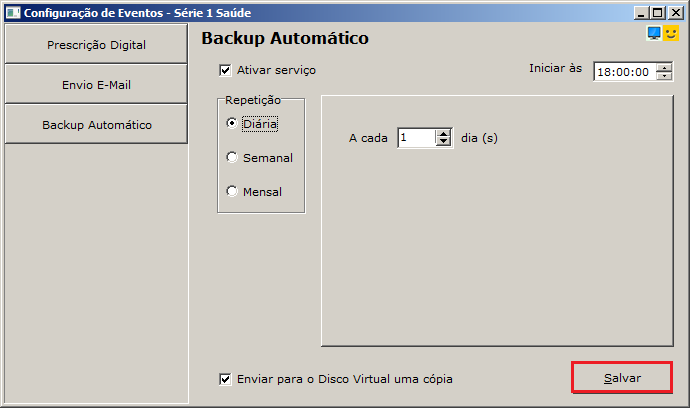 Configuração de Eventos - Série 1 Saúde
Prescrição Digital
Envio E-Mail
Backup Automático
Backup Automático
Ativar serviço
Iniciar às 18:00:00
Repetição
Diária
Semanal
Mensal
A cada 1 dia (s)
Enviar para o Disco Virtual uma cópia
Salvar